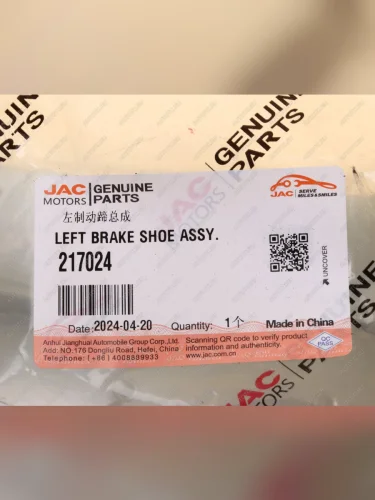 GENUINE
PARTS
JAC
MOTORS
GENUINE
PARTS
JAC
SERVE
MILES&SMILES
左制动蹄总成
LEFT BRAKE SHOE ASSY.
217024
UNCOVER
Date:2024-04-20 Quantity: 1个 Made in China
Anhui Jianghuai Automobile Group Corp.,Ltd.
Add: NO.176 Dongliu Road, Hefei, China
Telephone: (+86)4008889933
Scanning QR code to verify product
information and authenticity.
www.jac.com.cn
QC
PASS
JAC
MOTORS
GENUINE
PARTS